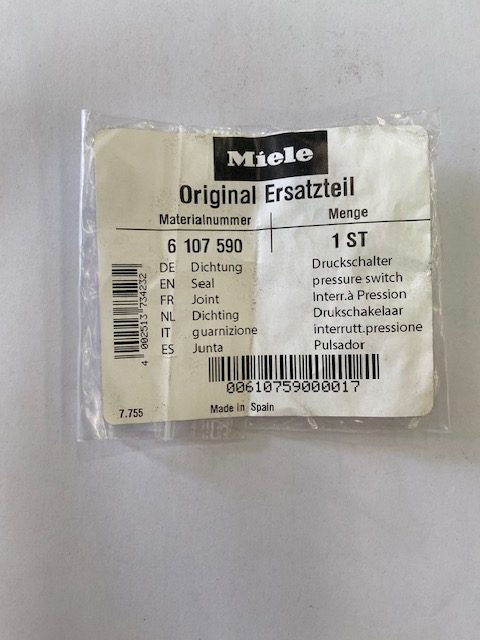 Miele
Original Ersatzteil
Materialnummer Menge
6 107 590 1 ST
DE Dichtung Druckschalter
EN Seal pressure switch
FR Joint Interr.à Pression
NL Dichting Drukschakelaar
IT guarnizione interrutt.pressione
ES Junta Pulsador
4 002513 734232
00610759000017
7.755 Made in Spain